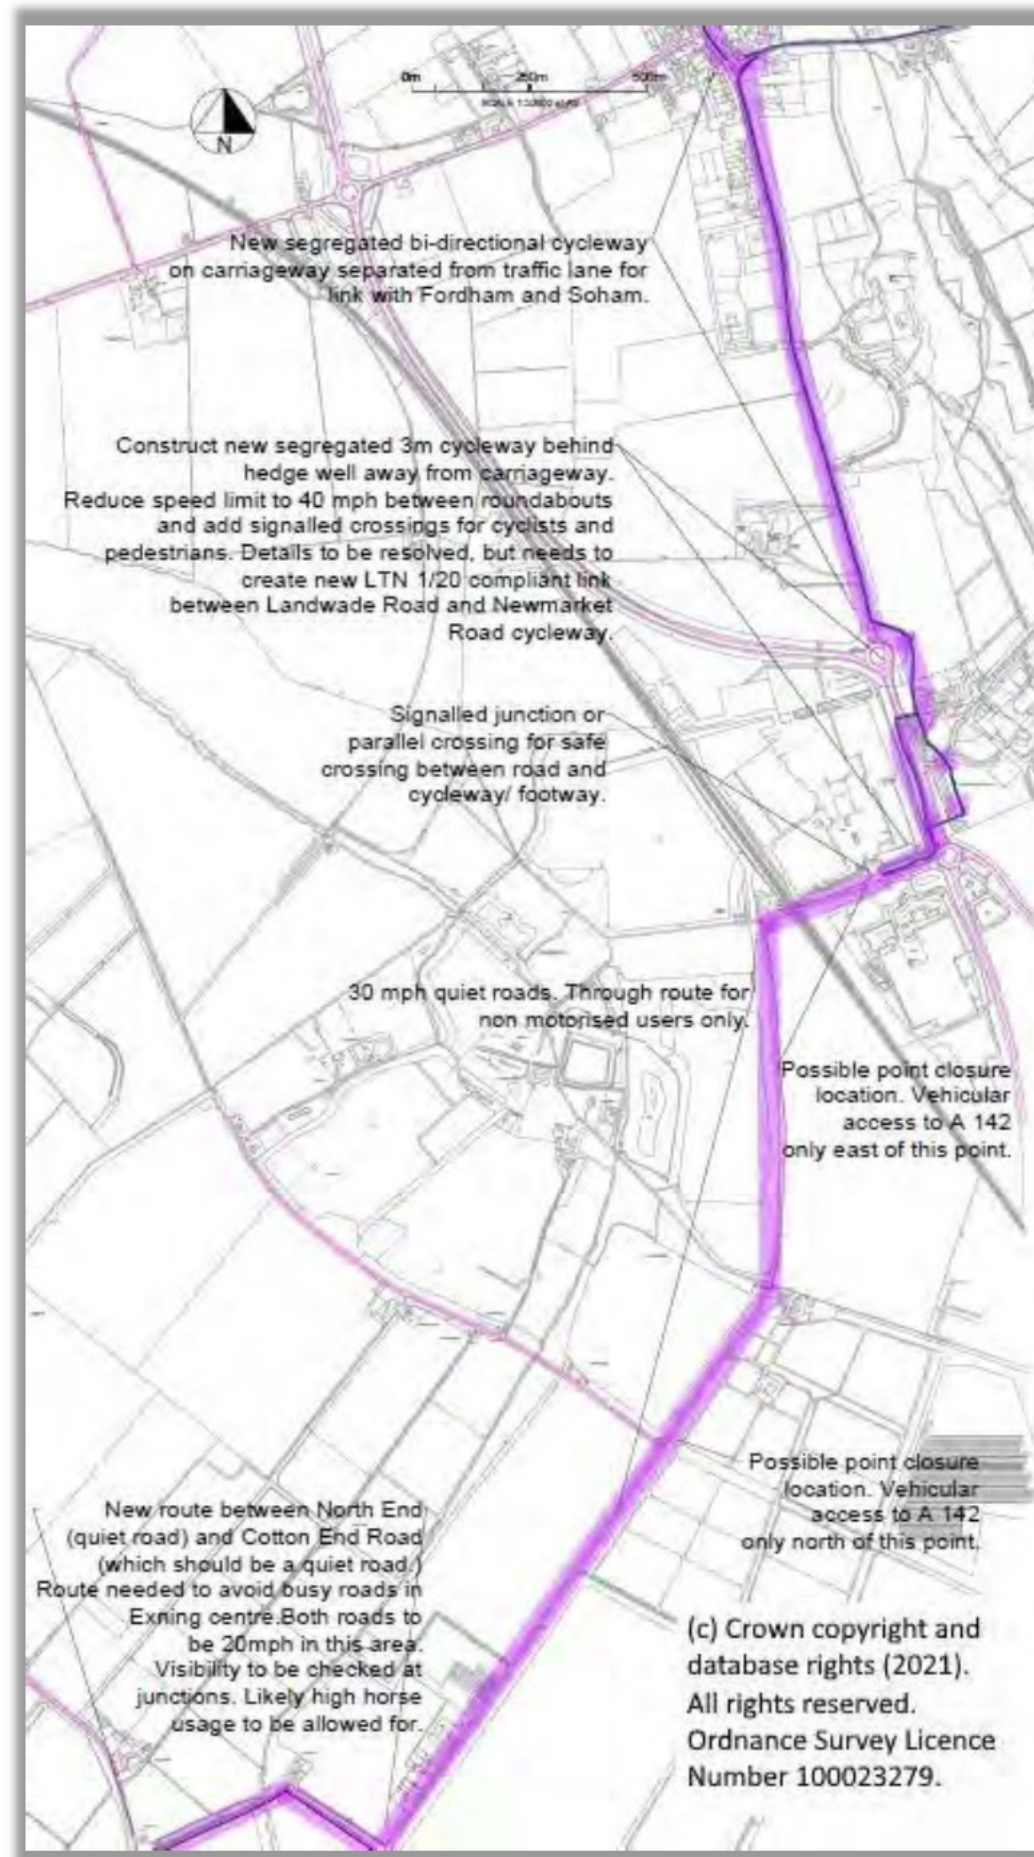 0m 250m 500m
N
New segregated bi-directional cycleway
on carriageway separated from traffic lane for
link with Fordham and Soham.
Construct new segregated 3m cycleway behind
hedge well away from carriageway.
Reduce speed limit to 40 mph between roundabouts
and add signalled crossings for cyclists and
pedestrians. Details to be resolved, but needs to
create new LTN 1/20 compliant link
between Landwade Road and Newmarket
Road cycleway.
Signalled junction or
parallel crossing for safe
crossing between road and
cycleway/ footway.
30 mph quiet roads. Through route for
non motorised users only.
Possible point closure
location. Vehicular
access to A 142
only east of this point.
Possible point closure
location. Vehicular
access to A 142
only north of this point.
New route between North End
(quiet road) and Cotton End Road
(which should be a quiet road.)
Route needed to avoid busy roads in
Exning centre.Both roads to
be 20mph in this area.
Visibility to be checked at
junctions. Likely high horse
usage to be allowed for.
(c) Crown copyright and
database rights (2021).
All rights reserved.
Ordnance Survey Licence
Number 100023279.